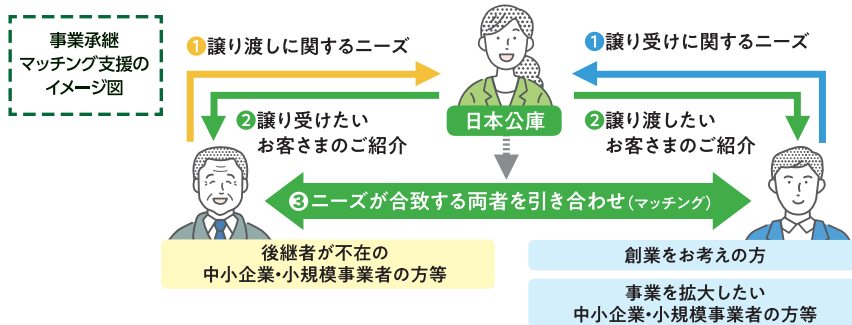 事業承継
マッチング支援の
イメージ図
❶譲り渡しに関するニーズ
❶譲り受けに関するニーズ
日本公庫
❷譲り受けたい
お客さまのご紹介
❷譲り渡したい
お客さまのご紹介
❸ニーズが合致する両者を引き合わせ（マッチング）
後継者が不在の
中小企業・小規模事業者の方等
創業をお考えの方
事業を拡大したい
中小企業・小規模事業者の方等